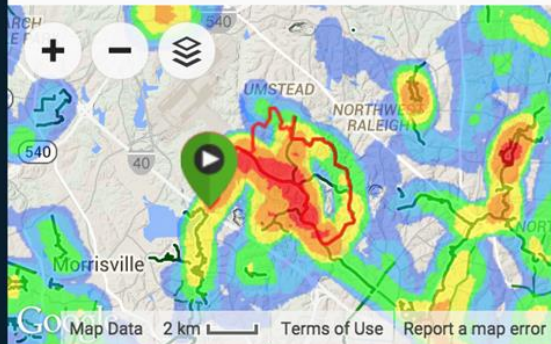 540
UMSTEAD
NORTHWEST
RALEIGH
540
40
Morrisville
Google
Map Data 2 km Terms of Use Report a map error